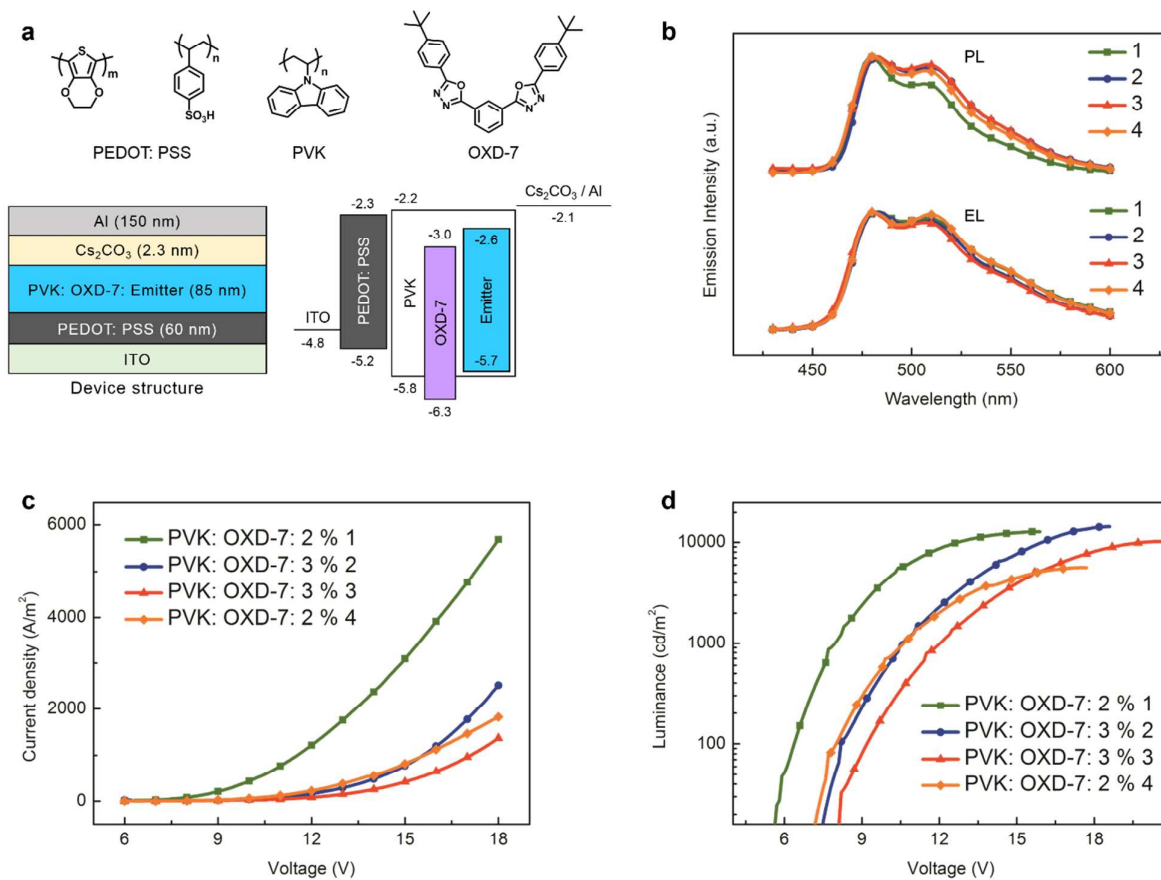 a
S
n
n
m
O
O
SO₃H
N
O
N-N
O
N-N
PEDOT: PSS
PVK
OXD-7
Al (150 nm)
Cs₂CO₃ (2.3 nm)
PVK: OXD-7: Emitter (85 nm)
PEDOT: PSS (60 nm)
ITO
Device structure
Cs₂CO₃ / Al
-2.1
-2.3
-2.2
-3.0
-2.6
PEDOT: PSS
PVK
OXD-7
Emitter
ITO
-4.8
-5.2
-5.7
-5.8
-6.3
b
Emission Intensity (a.u.)
PL
1
2
3
4
EL
1
2
3
4
450
500
550
600
Wavelength (nm)
c
Current density (A/m²)
6000
4000
2000
0
PVK: OXD-7: 2 % 1
PVK: OXD-7: 3 % 2
PVK: OXD-7: 3 % 3
PVK: OXD-7: 2 % 4
6
9
12
15
18
Voltage (V)
d
Luminance (cd/m²)
10000
1000
100
PVK: OXD-7: 2 % 1
PVK: OXD-7: 3 % 2
PVK: OXD-7: 3 % 3
PVK: OXD-7: 2 % 4
6
9
12
15
18
Voltage (V)